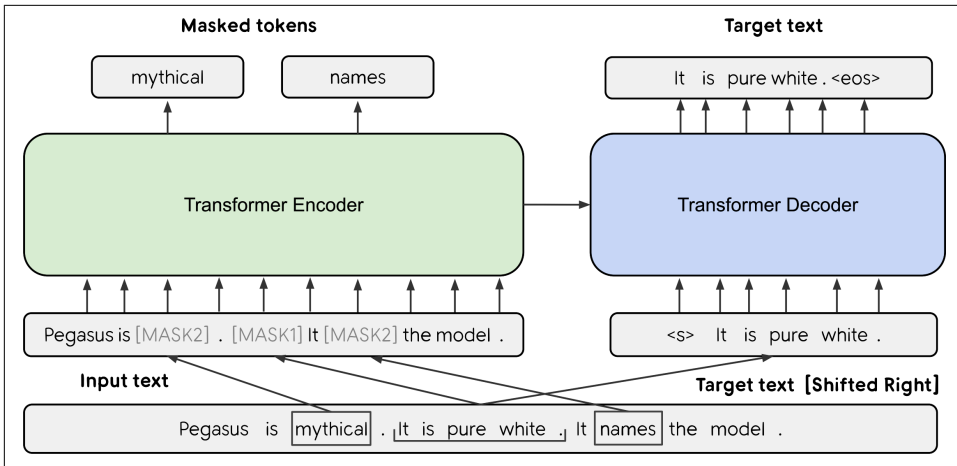 Masked tokens
Target text
mythical
names
It is pure white . <eos>
Transformer Encoder
Transformer Decoder
Pegasus is [MASK2] . [MASK1] It [MASK2] the model .
<s> It is pure white .
Input text
Target text [Shifted Right]
Pegasus is mythical . It is pure white . It names the model .